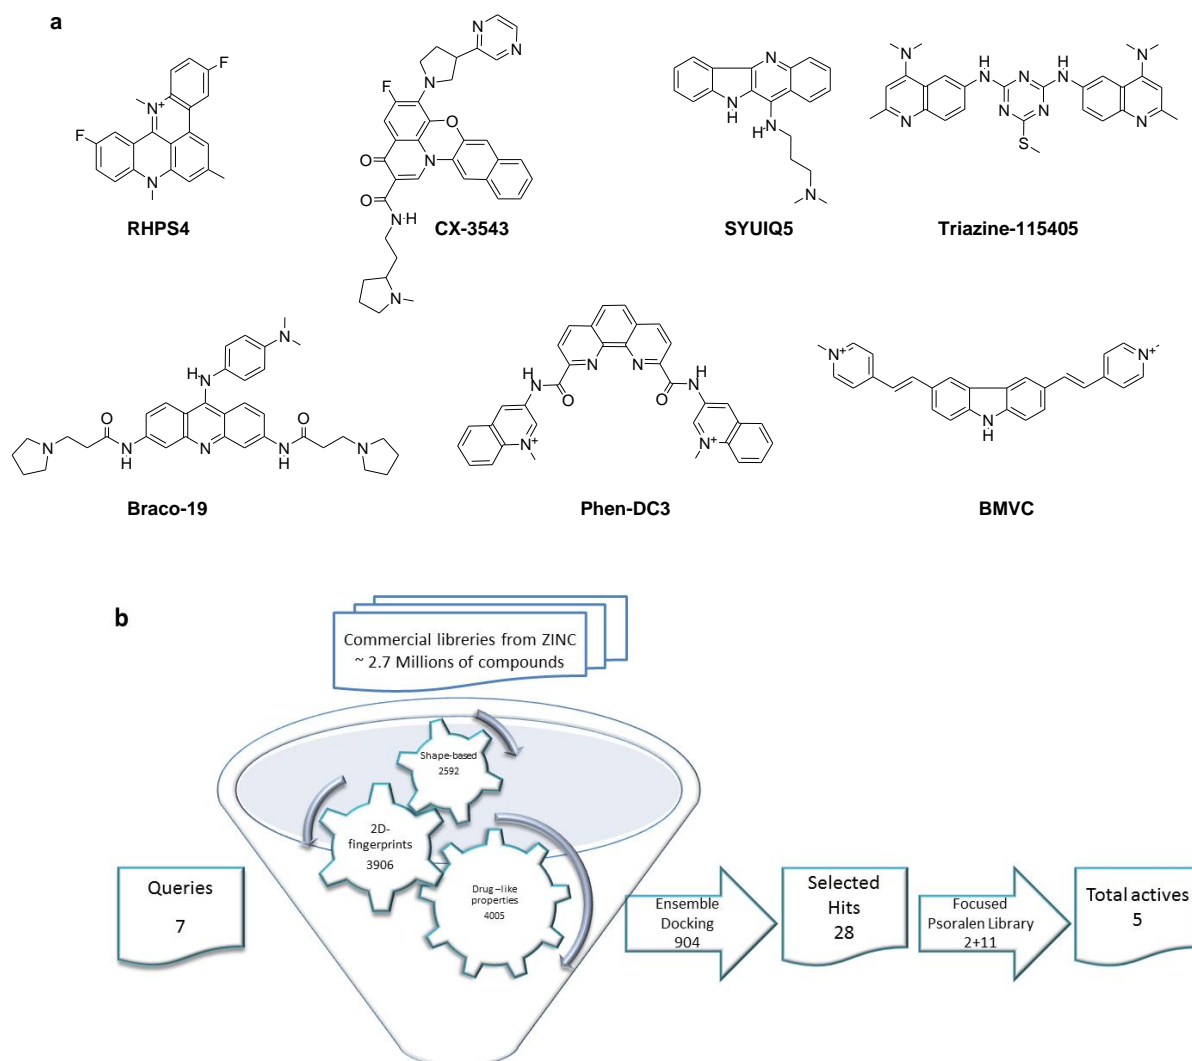 a
F
N
N
N
F
N
F
N+
F
N
O
O
N
O
N·H
N
N
N
H
H·N
N
N
N
H
N
N
N
H
N
N
N
N
S
N
RHPS4
CX-3543
SYUIQ5
Triazine-115405
N
H·N
O
O
N
N
H
N
N
H
N
N
N
H
N
O
O
H
N
N+
N+
N+
N+
N
H
Braco-19
Phen-DC3
BMVC
b
Commercial libreries from ZINC
~ 2.7 Millions of compounds
Shape-based
2592
2D-
fingerprints
3906
Drug-like
properties
4005
Queries
7
Ensemble
Docking
904
Selected
Hits
28
Focused
Psoralen Library
2+11
Total actives
5